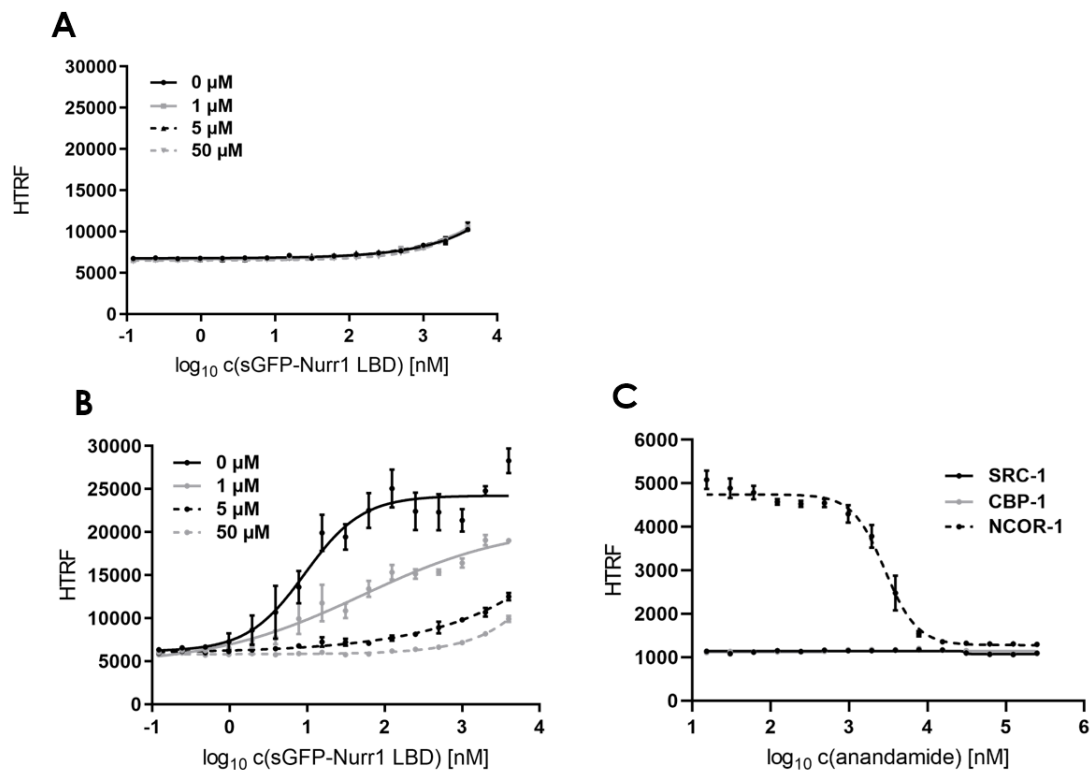 A
30000
25000
20000
15000
10000
5000
0
HTRF
0 µM
1 µM
5 µM
50 µM
-1 0 1 2 3 4
log₁₀ c(sGFP-Nurr1 LBD) [nM]
B
30000
25000
20000
15000
10000
5000
0
HTRF
0 µM
1 µM
5 µM
50 µM
-1 0 1 2 3 4
log₁₀ c(sGFP-Nurr1 LBD) [nM]
C
6000
5000
4000
3000
2000
1000
0
HTRF
SRC-1
CBP-1
NCOR-1
1 2 3 4 5 6
log₁₀ c(anandamide) [nM]